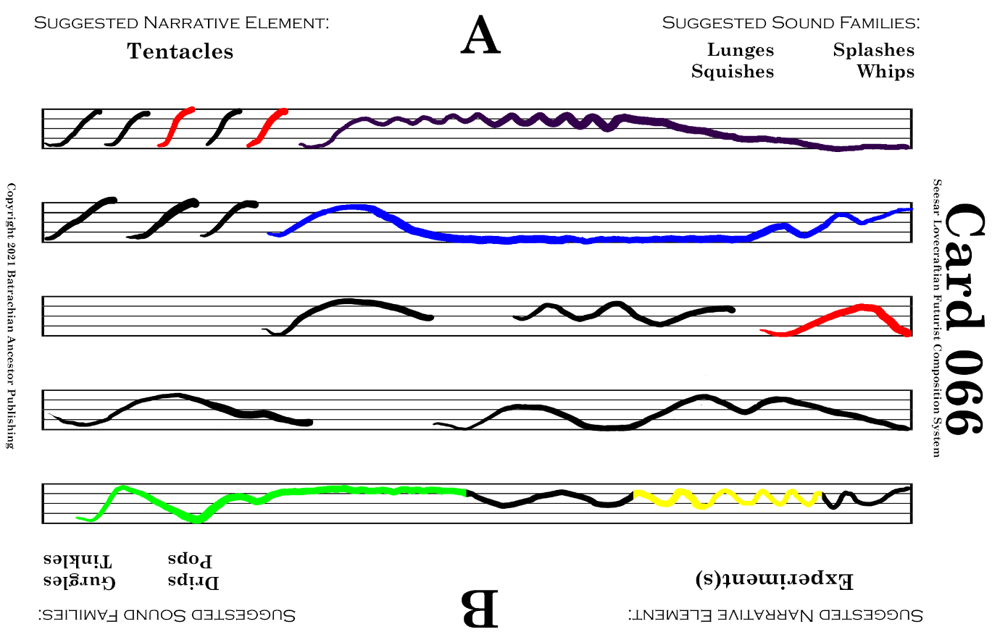 Suggested Narrative Element:
Tentacles
A
Suggested Sound Families:
Lunges Splashes
Squishes Whips
Copyright 2021 Batrachian Ancestor Publishing
Seesar Lovecraftian Futurist Composition System
Card 066
B
Suggested Narrative Element:
Experiment(s)
Suggested Sound Families:
Drips Gurgles
Pops Tinkles